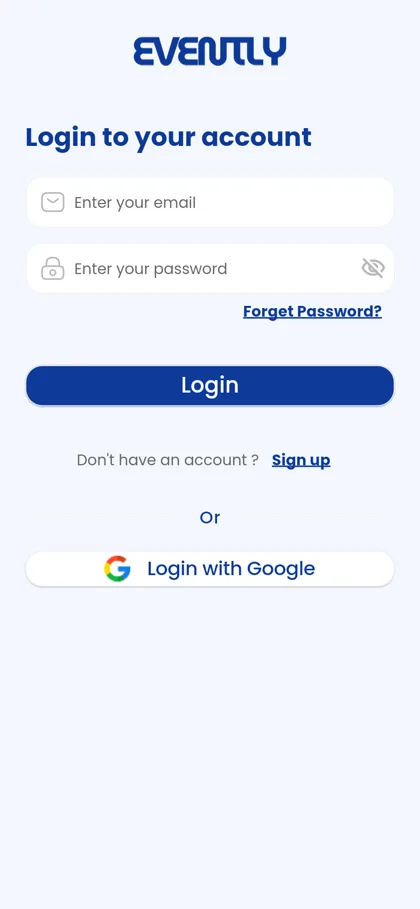 EVENTLY
Login to your account
Enter your email
Enter your password
Forget Password?
Login
Don't have an account ? Sign up
Or
Login with Google